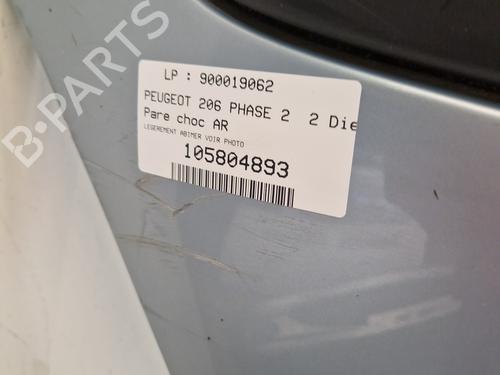 B-PARTS
LP : 900019062
PEUGEOT 206 PHASE 2 2 Die
Pare choc AR
LEGEREMENT ABIMER VOIR PHOTO
105804893